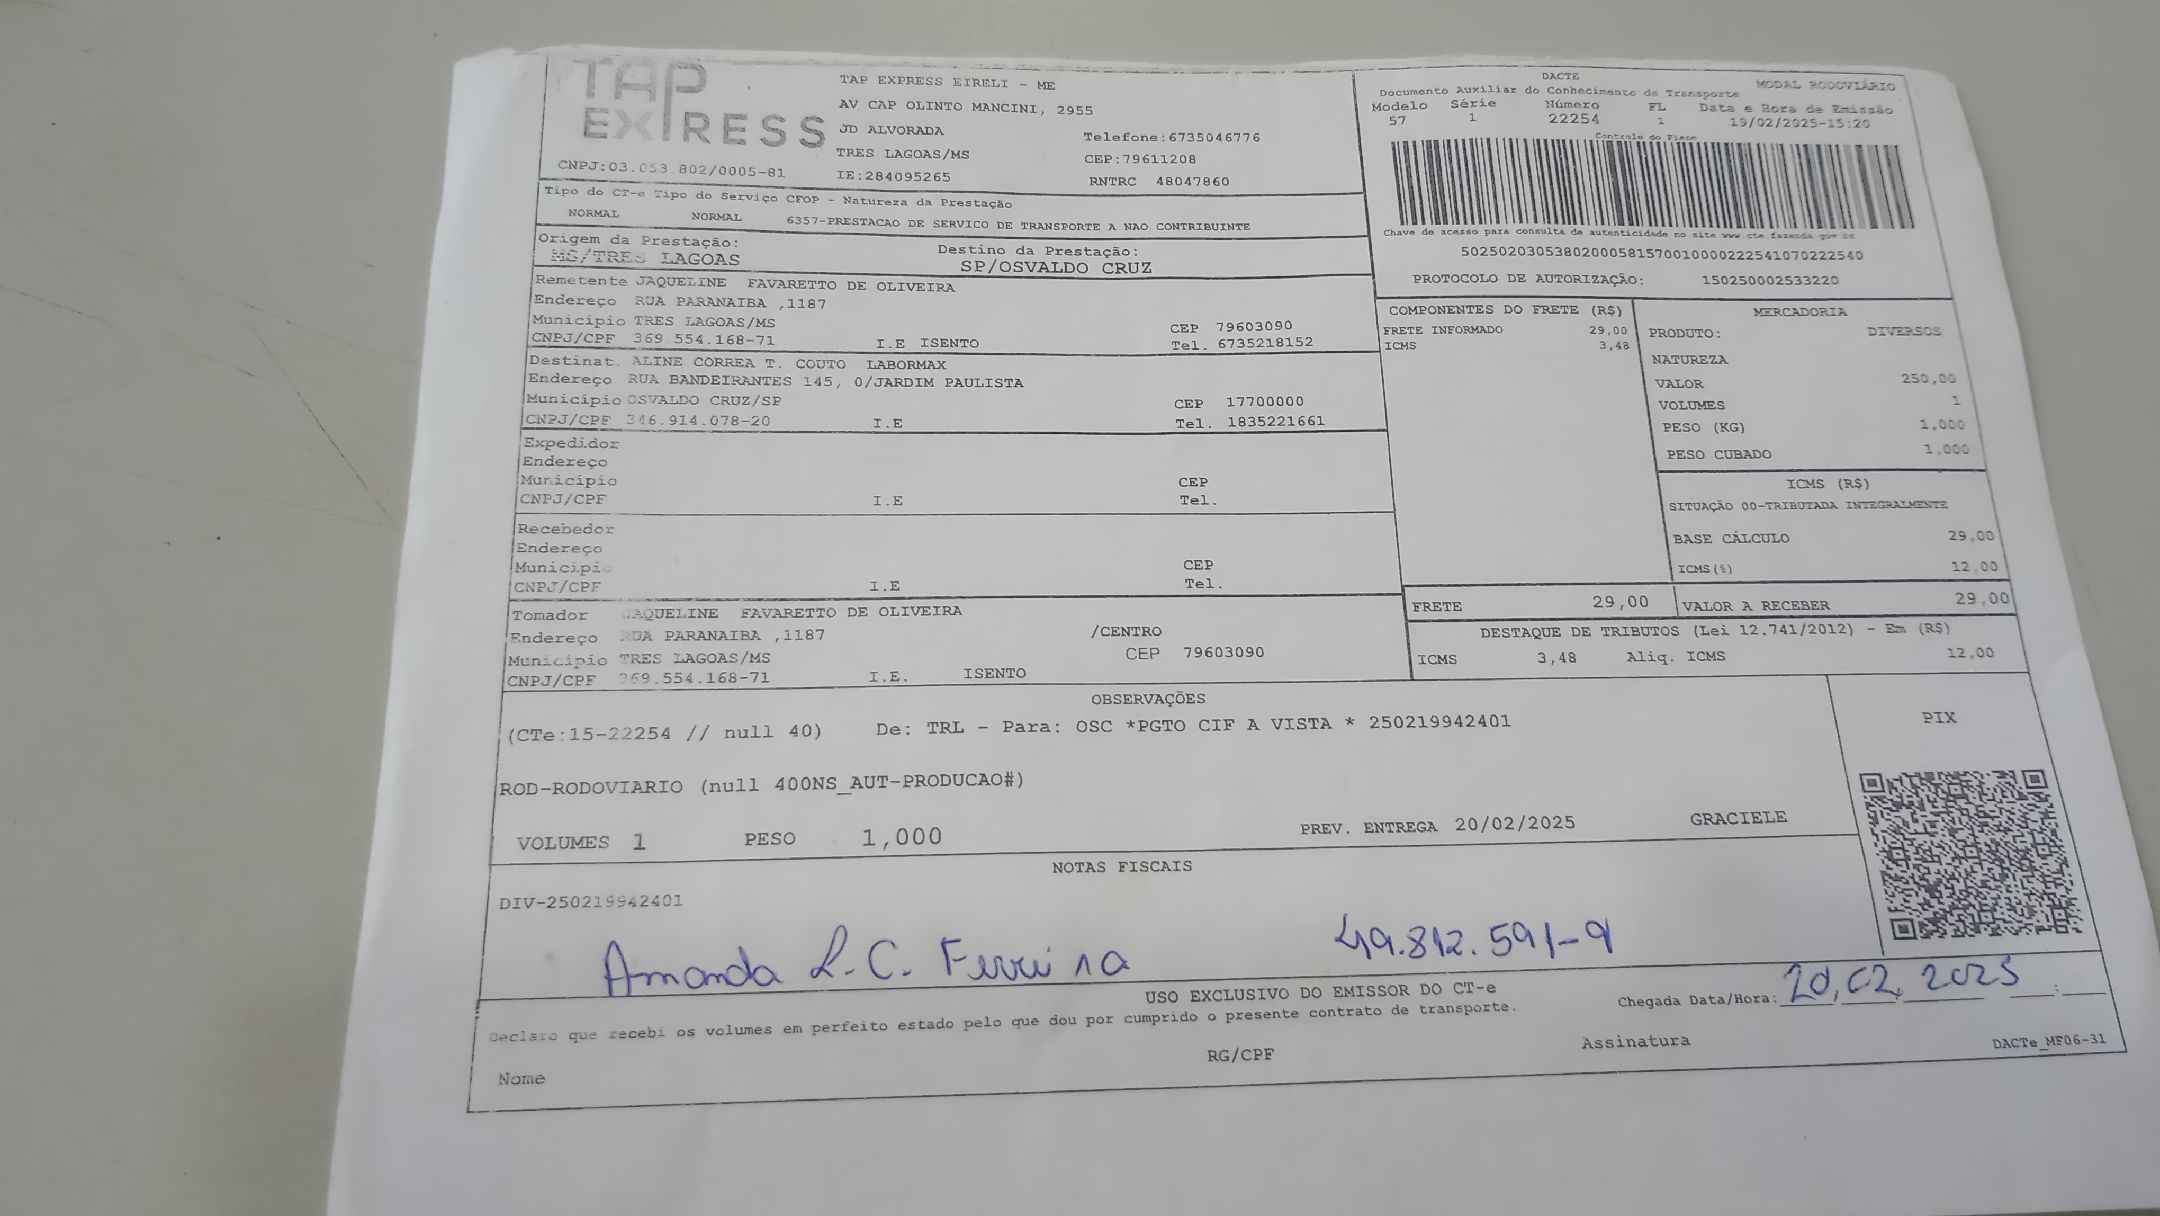 TAP EXPRESS
TAP EXPRESS EIRELI - ME
AV CAP OLINTO MANCINI, 2955
JD ALVORADA Telefone:6735046776
TRES LAGOAS/MS CEP:79611208
CNPJ:03.053.802/0005-81 IE:284095265 RNTRC 48047860
DACTE MODAL RODOVIÁRIO
Documento Auxiliar do Conhecimento de Transporte
Modelo Série Número FL Data e Hora de Emissão
57 1 22254 1 19/02/2025-15:20
Controle do Fisco
Chave de acesso para consulta de autenticidade no site www.cte.fazenda.gov.br
50250203053802000581570010000222541070222540
PROTOCOLO DE AUTORIZAÇÃO: 150250002533220
Tipo do CT-e Tipo do Serviço CFOP - Natureza da Prestação
NORMAL NORMAL 6357-PRESTACAO DE SERVICO DE TRANSPORTE A NAO CONTRIBUINTE
Origem da Prestação: Destino da Prestação:
MS/TRES LAGOAS SP/OSVALDO CRUZ
Remetente JAQUELINE FAVARETTO DE OLIVEIRA
Endereço RUA PARANAIBA ,1187
Município TRES LAGOAS/MS CEP 79603090
CNPJ/CPF 369.554.168-71 I.E ISENTO Tel. 6735218152
Destinat. ALINE CORREA T. COUTO LABORMAX
Endereço RUA BANDEIRANTES 145, 0/JARDIM PAULISTA
Município OSVALDO CRUZ/SP CEP 17700000
CNPJ/CPF 346.914.078-20 I.E Tel. 1835221661
Expedidor
Endereço
Município CEP
CNPJ/CPF I.E Tel.
Recebedor
Endereço
Município CEP
CNPJ/CPF I.E Tel.
Tomador JAQUELINE FAVARETTO DE OLIVEIRA
Endereço RUA PARANAIBA ,1187 /CENTRO
Município TRES LAGOAS/MS CEP 79603090
CNPJ/CPF 369.554.168-71 I.E. ISENTO
COMPONENTES DO FRETE (R$)
FRETE INFORMADO 29,00
ICMS 3,48
MERCADORIA
PRODUTO: DIVERSOS
NATUREZA
VALOR 250,00
VOLUMES 1
PESO (KG) 1,000
PESO CUBADO 1,000
ICMS (R$)
SITUAÇÃO 00-TRIBUTADA INTEGRALMENTE
BASE CÁLCULO 29,00
ICMS(%) 12,00
FRETE 29,00 VALOR A RECEBER 29,00
DESTAQUE DE TRIBUTOS (Lei 12.741/2012) - Em (R$)
ICMS 3,48 Aliq. ICMS 12,00
OBSERVAÇÕES
(CTe:15-22254 // null 40) De: TRL - Para: OSC *PGTO CIF A VISTA * 250219942401
ROD-RODOVIARIO (null 400NS_AUT-PRODUCAO#)
VOLUMES 1 PESO 1,000 PREV. ENTREGA 20/02/2025 GRACIELE
PIX
NOTAS FISCAIS
DIV-250219942401
Amanda L.C. Ferreira 49.812.591-9
USO EXCLUSIVO DO EMISSOR DO CT-e
Chegada Data/Hora: 20,02,2025 :
Declaro que recebi os volumes em perfeito estado pelo que dou por cumprido o presente contrato de transporte.
Nome RG/CPF Assinatura
DACTe_MF06-31